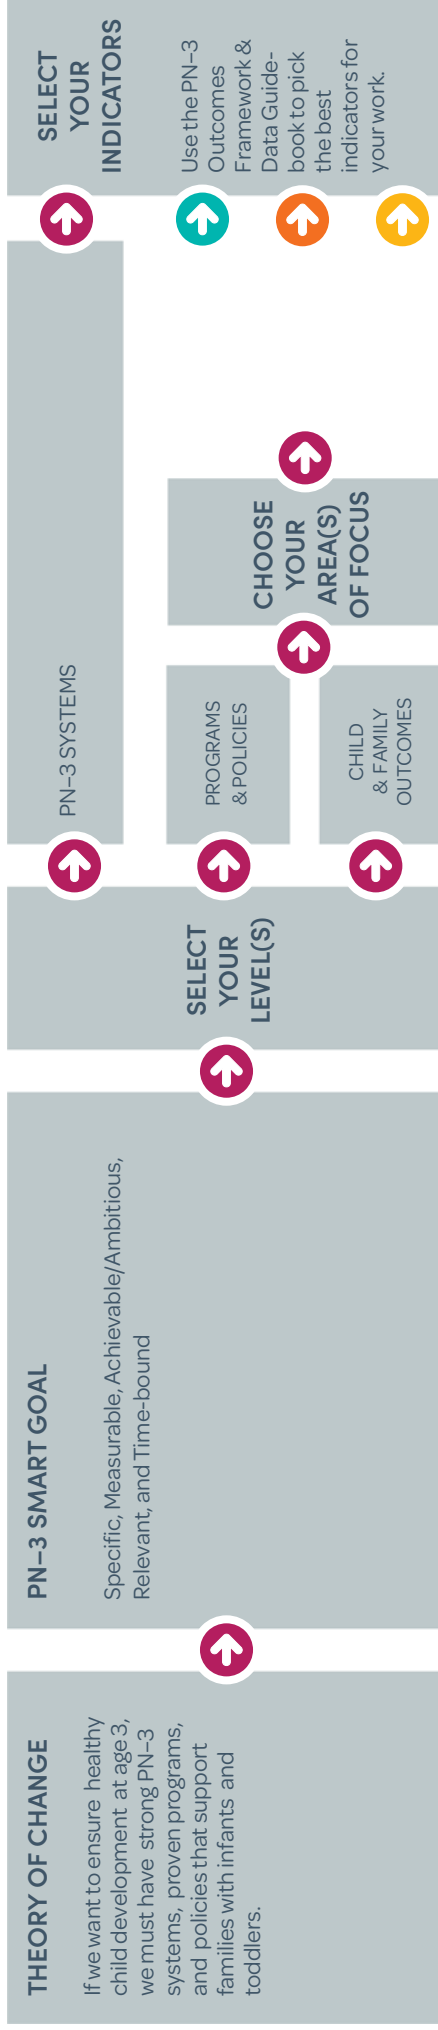 THEORY OF CHANGE
If we want to ensure healthy
child development at age 3,
we must have strong PN–3
systems, proven programs,
and policies that support
families with infants and
toddlers.
PN–3 SMART GOAL
Specific, Measurable, Achievable/Ambitious,
Relevant, and Time-bound
SELECT
YOUR
LEVEL(S)
PN–3 SYSTEMS
PROGRAMS
& POLICIES
CHILD
& FAMILY
OUTCOMES
CHOOSE
YOUR
AREA(S)
OF FOCUS
SELECT
YOUR
INDICATORS
Use the PN–3
Outcomes
Framework &
Data Guide-
book to pick
the best
indicators for
your work.